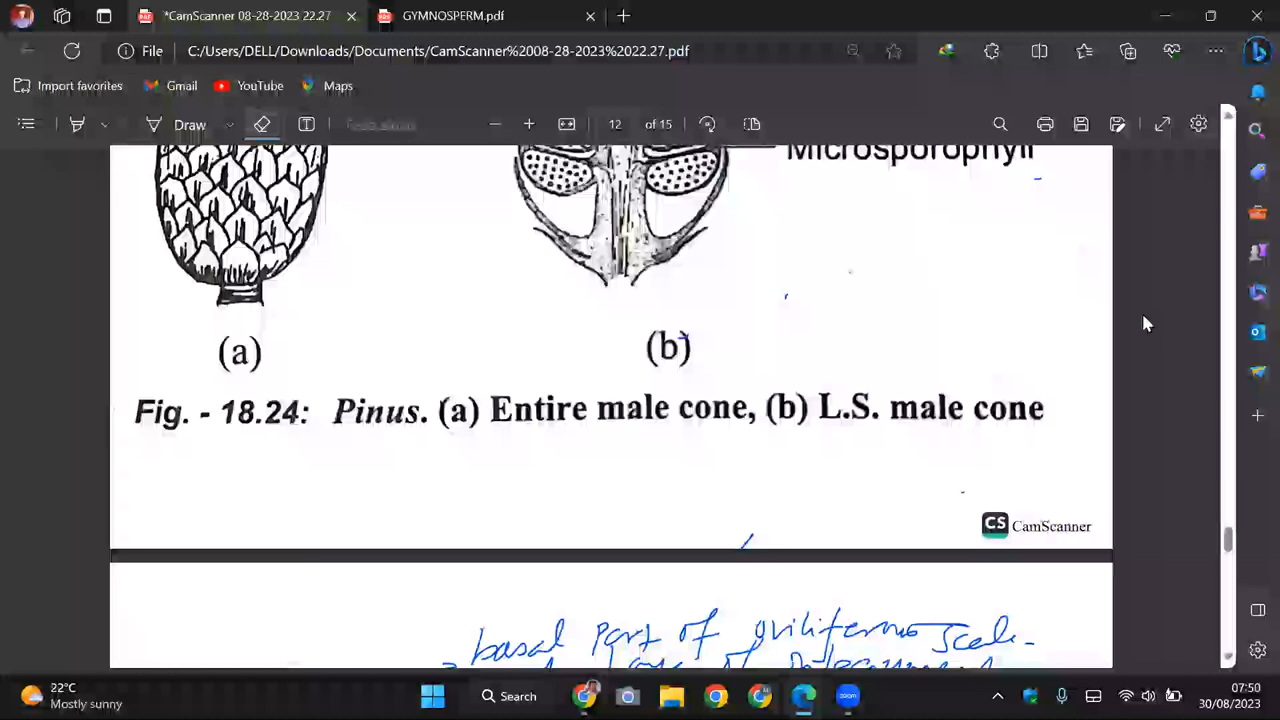 *CamScanner 08-28-2023 22.27
GYMNOSPERM.pdf
File
C:/Users/DELL/Downloads/Documents/CamScanner%2008-28-2023%2022.27.pdf
Import favorites
Gmail
YouTube
Maps
Draw
12 of 15
Microsporophyll
(a)
(b)
Fig. - 18.24: Pinus. (a) Entire male cone, (b) L.S. male cone
CS CamScanner
basal part of
scale.
22°C
Mostly sunny
Search
zoom
07:50
30/08/2023